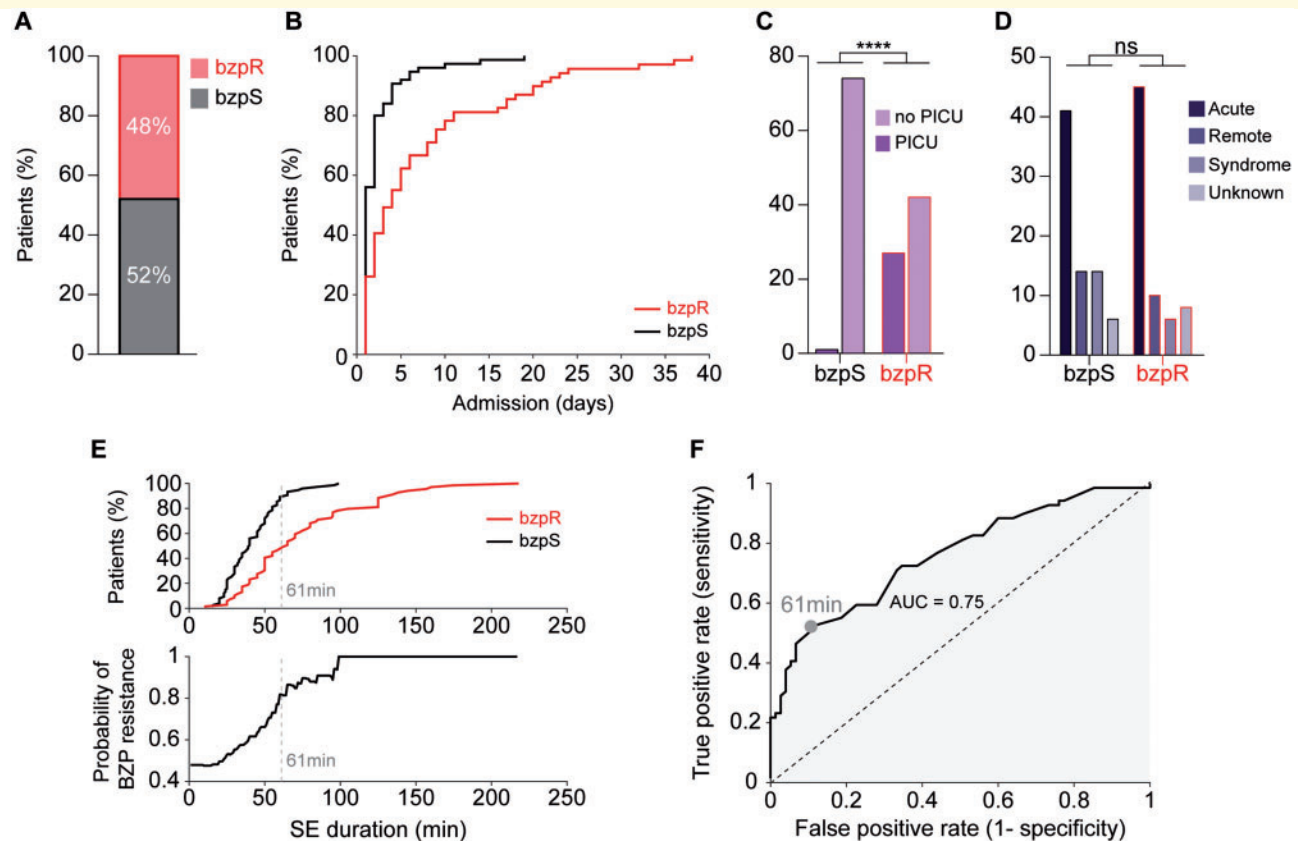 A
Patients (%)
100
80
60
40
20
0
48%
52%
bzpR
bzpS
B
Patients (%)
100
80
60
40
20
0
0 5 10 15 20 25 30 35 40
Admission (days)
bzpR
bzpS
C
80
60
40
20
0
****
no PICU
PICU
bzpS bzpR
D
50
40
30
20
10
0
ns
Acute
Remote
Syndrome
Unknown
bzpS bzpR
E
Patients (%)
100
80
60
40
20
0
0 50 100 150 200 250
61min
bzpR
bzpS
Probability of
BZP resistance
1
0.8
0.6
0.4
61min
0 50 100 150 200 250
SE duration (min)
F
True positive rate (sensitivity)
1
0.8
0.6
0.4
0.2
0
61min
AUC = 0.75
0 0.2 0.4 0.6 0.8 1
False positive rate (1- specificity)